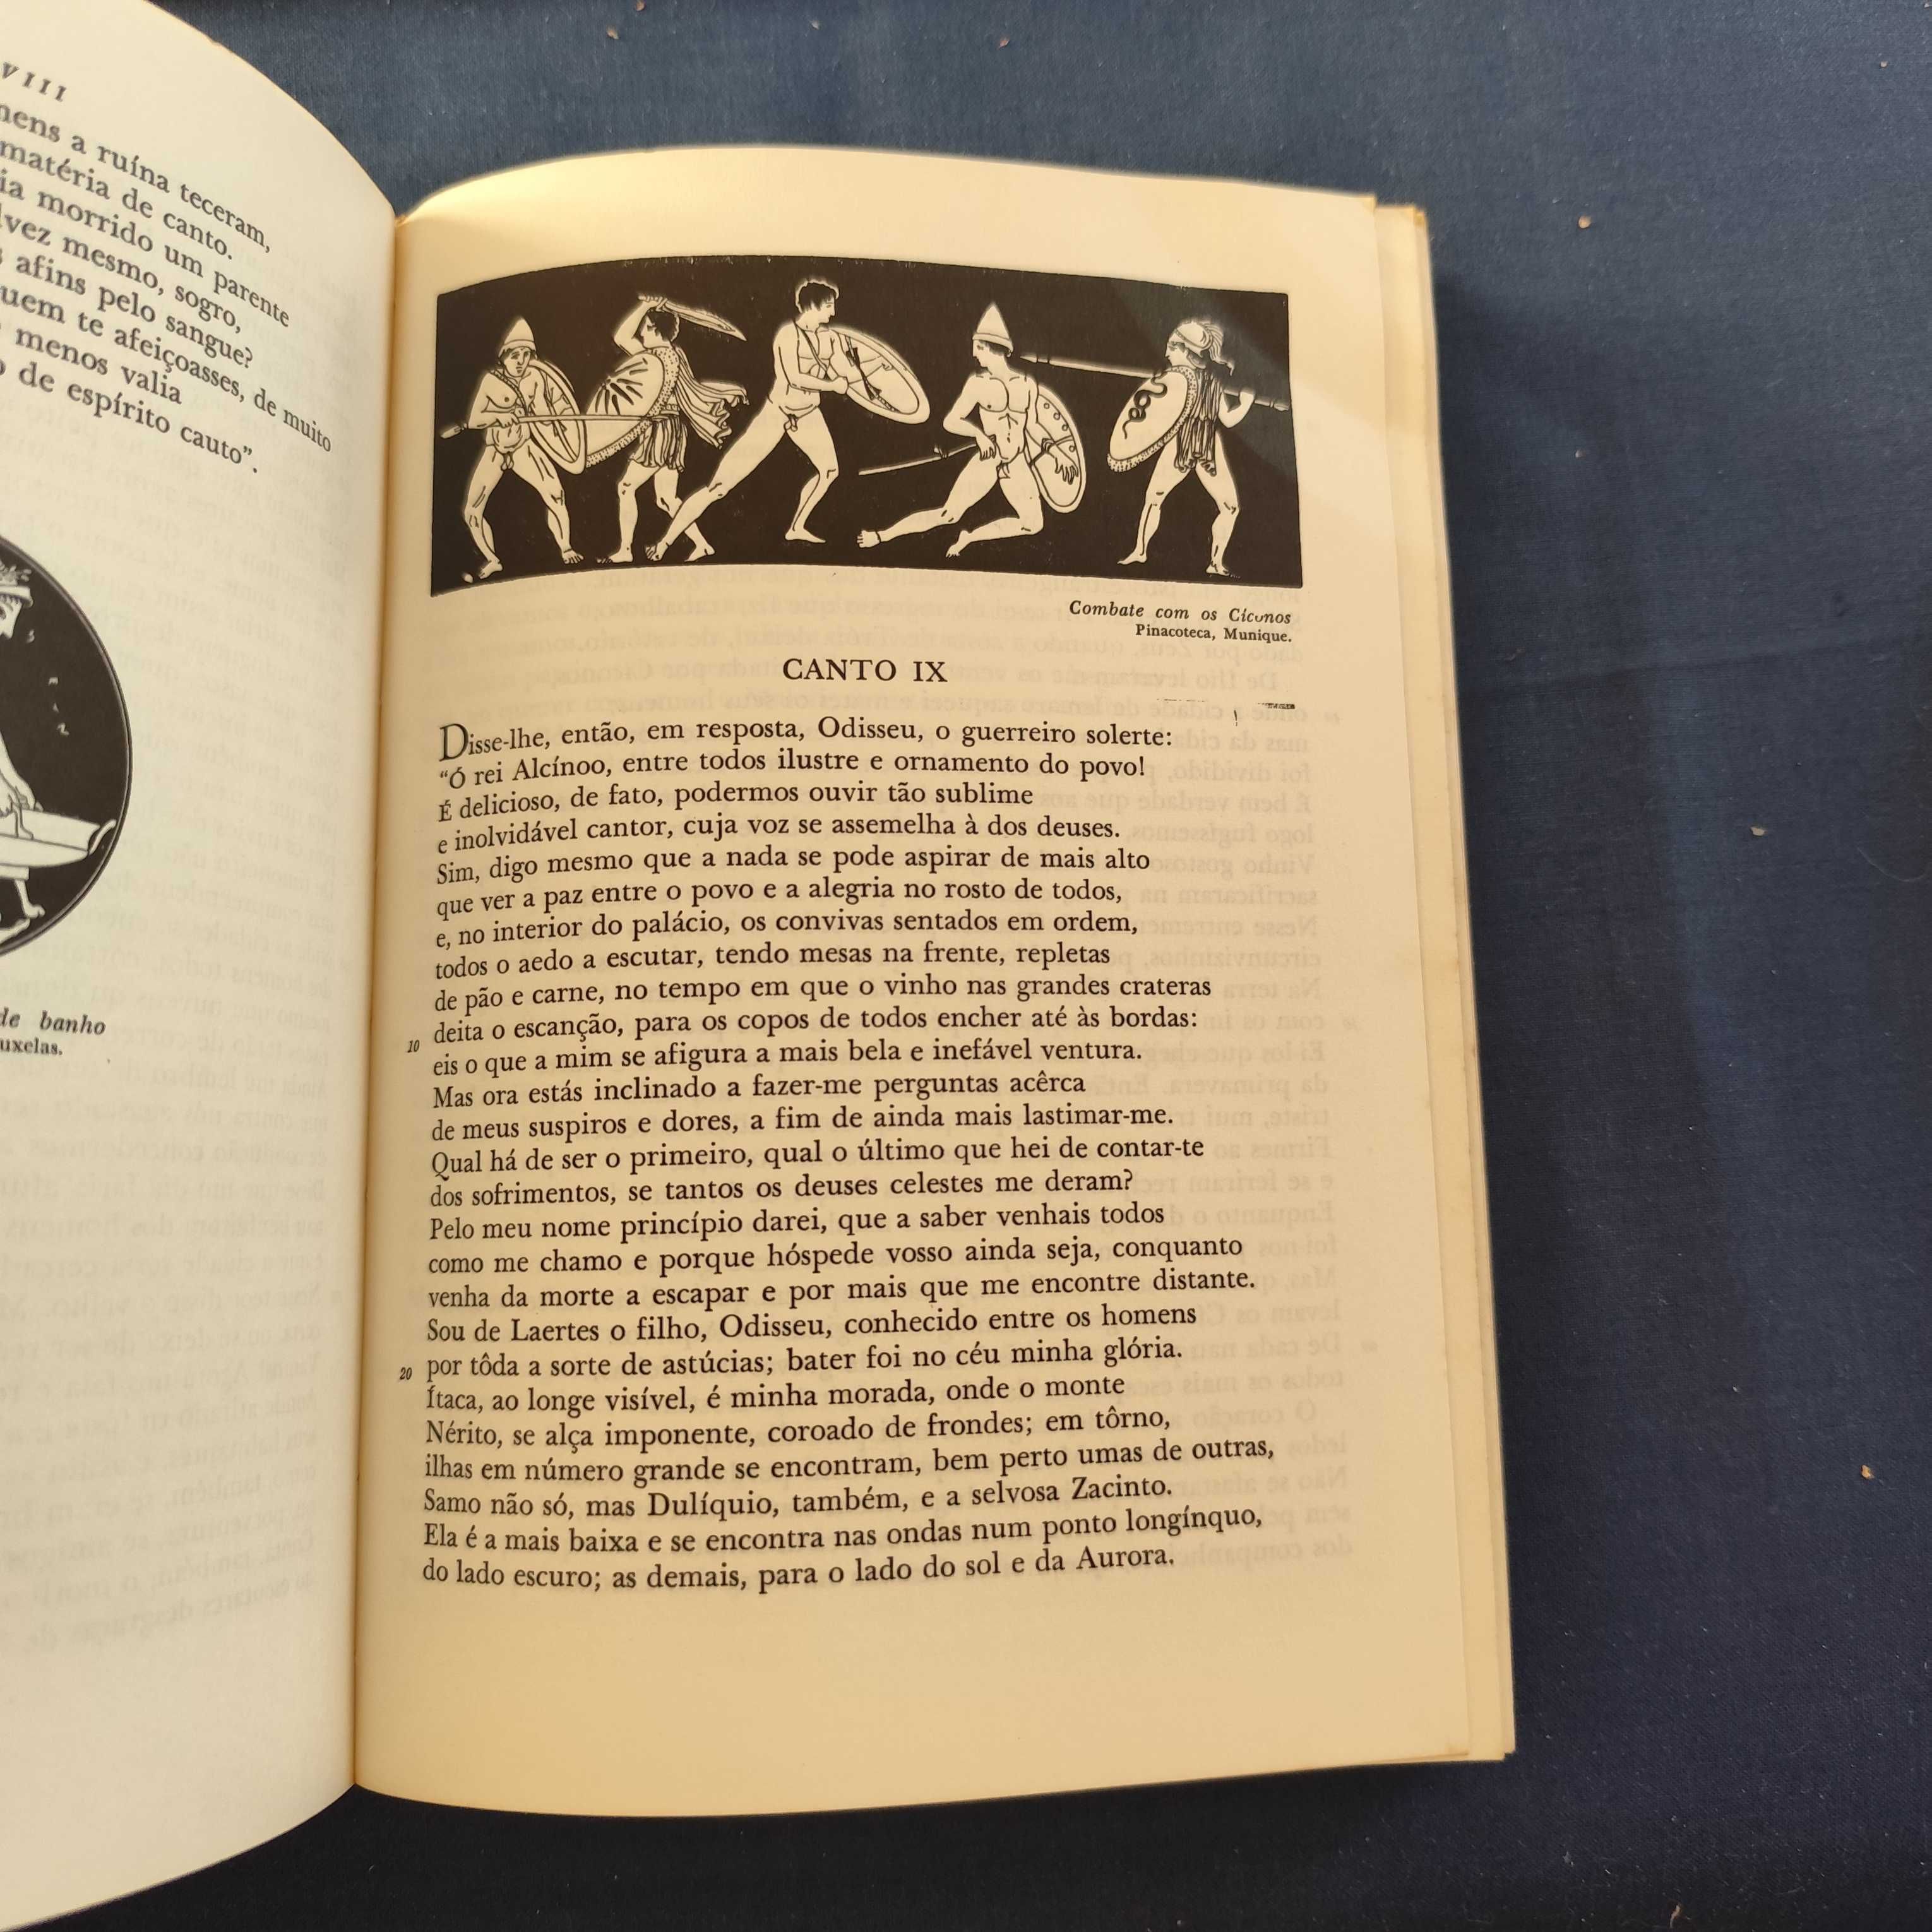 VIII
a ruína teceram,
matéria de canto.
morrido um parente
mesmo, sogro,
afins pelo sangue?
te afeiçoasses, de muito
menos valia
de espírito cauto”.
de banho
Combate com os Cíconos
Pinacoteca, Munique.
CANTO IX
Disse-lhe, então, em resposta, Odisseu, o guerreiro solerte:
“Ó rei Alcínoo, entre todos ilustre e ornamento do povo!
É delicioso, de fato, podermos ouvir tão sublime
e inolvidável cantor, cuja voz se assemelha à dos deuses.
Sim, digo mesmo que a nada se pode aspirar de mais alto
que ver a paz entre o povo e a alegria no rosto de todos,
e, no interior do palácio, os convivas sentados em ordem,
todos o aedo a escutar, tendo mesas na frente, repletas
de pão e carne, no tempo em que o vinho nas grandes crateras
10 deita o escanção, para os copos de todos encher até às bordas:
eis o que a mim se afigura a mais bela e inefável ventura.
Mas ora estás inclinado a fazer-me perguntas acêrca
de meus suspiros e dores, a fim de ainda mais lastimar-me.
Qual há de ser o primeiro, qual o último que hei de contar-te
dos sofrimentos, se tantos os deuses celestes me deram?
Pelo meu nome princípio darei, que a saber venhais todos
como me chamo e porque hóspede vosso ainda seja, conquanto
venha da morte a escapar e por mais que me encontre distante.
Sou de Laertes o filho, Odisseu, conhecido entre os homens
20 por tôda a sorte de astúcias; bater foi no céu minha glória.
Ítaca, ao longe visível, é minha morada, onde o monte
Nérito, se alça imponente, coroado de frondes; em tôrno,
ilhas em número grande se encontram, bem perto umas de outras,
Samo não só, mas Dulíquio, também, e a selvosa Zacinto.
Ela é a mais baixa e se encontra nas ondas num ponto longínquo,
do lado escuro; as demais, para o lado do sol e da Aurora.